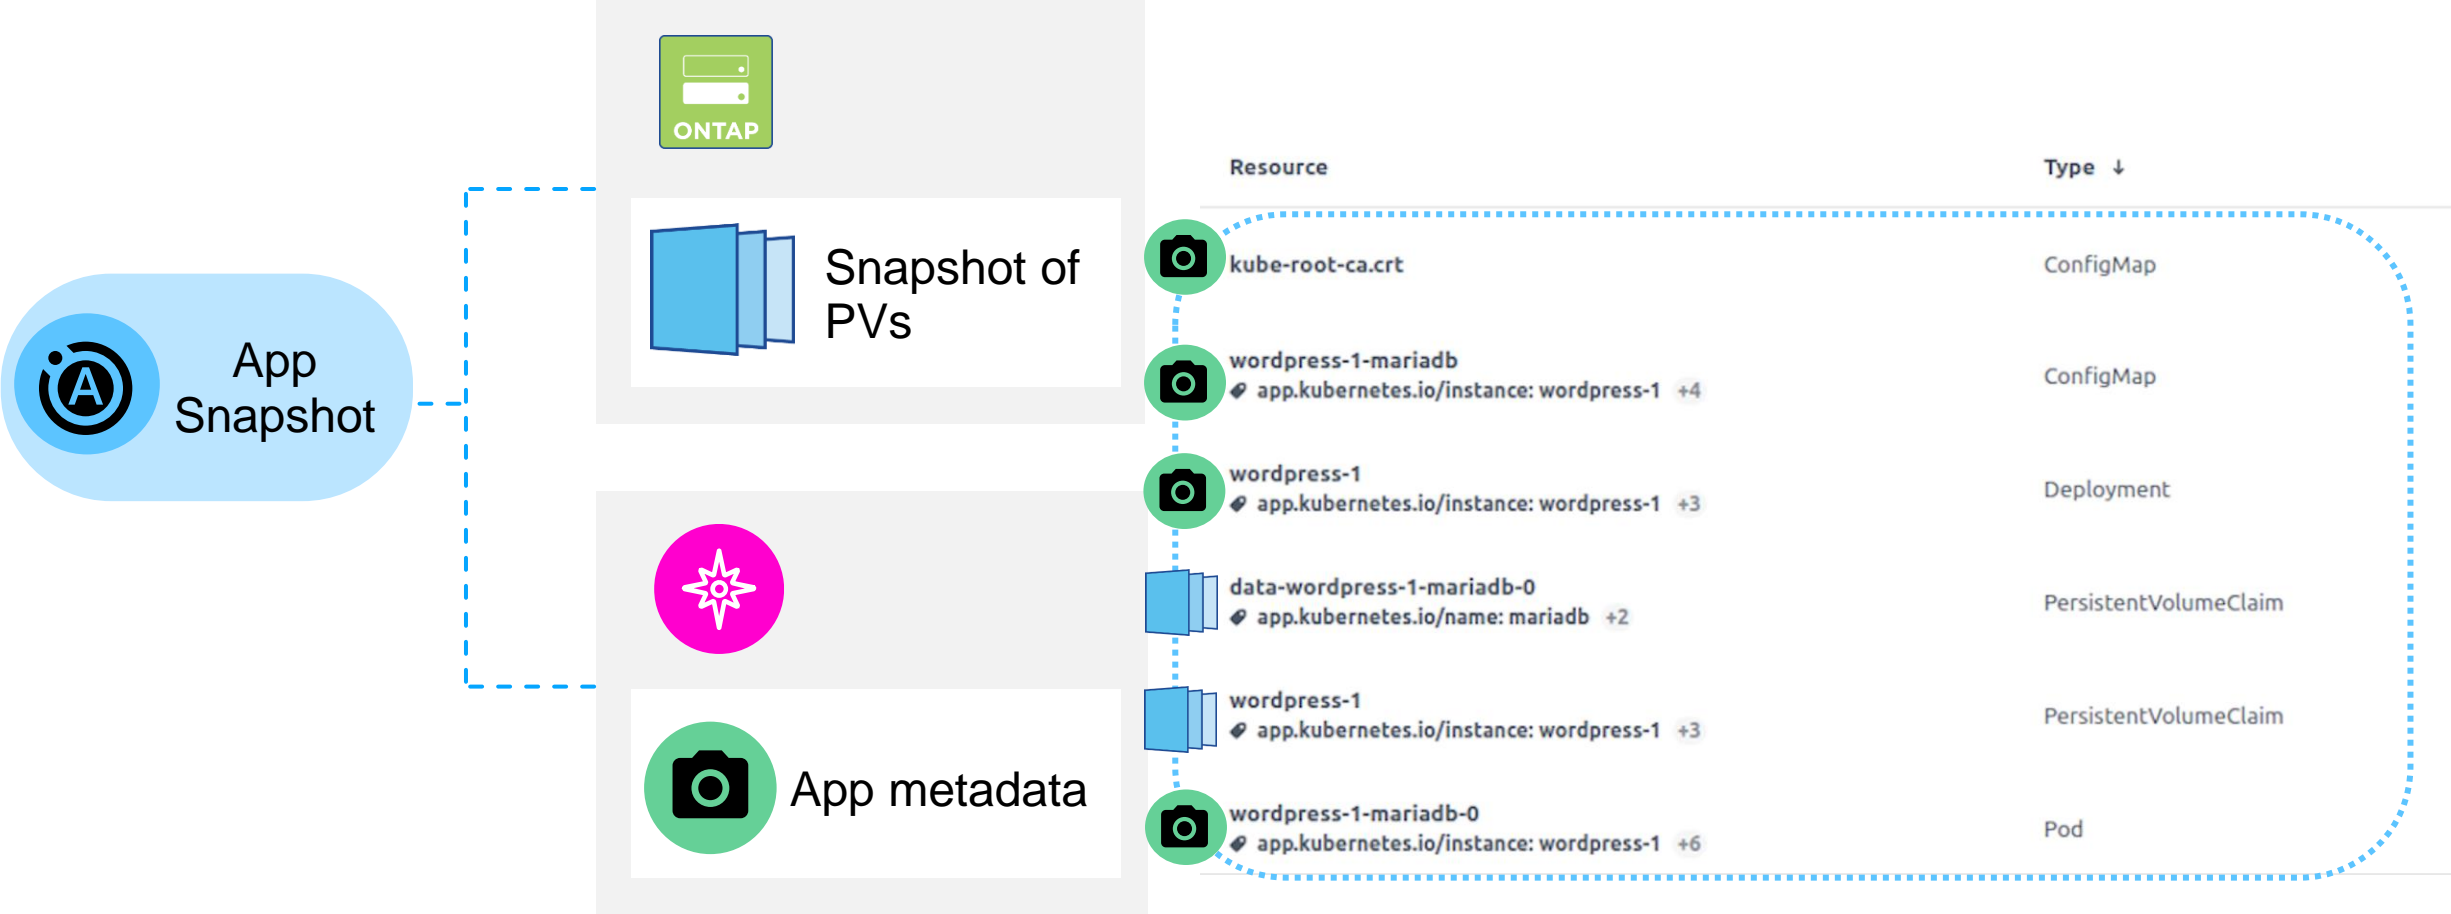 ONTAP
Snapshot of
PVs
A
App
Snapshot
App metadata
Resource Type ↓
kube-root-ca.crt ConfigMap
wordpress-1-mariadb
app.kubernetes.io/instance: wordpress-1 +4 ConfigMap
wordpress-1
app.kubernetes.io/instance: wordpress-1 +3 Deployment
data-wordpress-1-mariadb-0
app.kubernetes.io/name: mariadb +2 PersistentVolumeClaim
wordpress-1
app.kubernetes.io/instance: wordpress-1 +3 PersistentVolumeClaim
wordpress-1-mariadb-0
app.kubernetes.io/instance: wordpress-1 +6 Pod